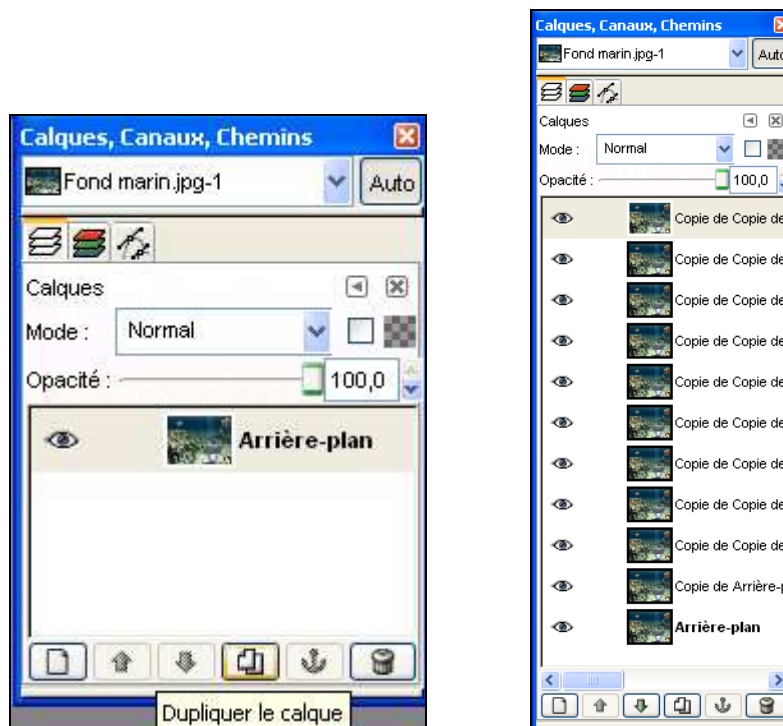 Calques, Canaux, Chemins
Fond marin.jpg-1
Auto
Calques
Mode :
Normal
Opacité :
100,0
Arrière-plan
Dupliquer le calque
Calques, Canaux, Chemins
Fond marin.jpg-1
Auto
Calques
Mode :
Normal
Opacité :
100,0
Copie de Copie de
Copie de Copie de
Copie de Copie de
Copie de Copie de
Copie de Copie de
Copie de Copie de
Copie de Copie de
Copie de Copie de
Copie de Copie de
Copie de Arrière-p
Arrière-plan